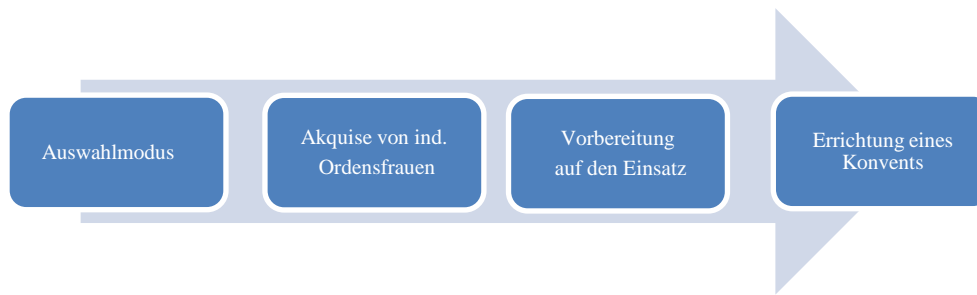 Auswahlmodus
Akquise von ind.
Ordensfrauen
Vorbereitung
auf den Einsatz
Errichtung eines
Konvents